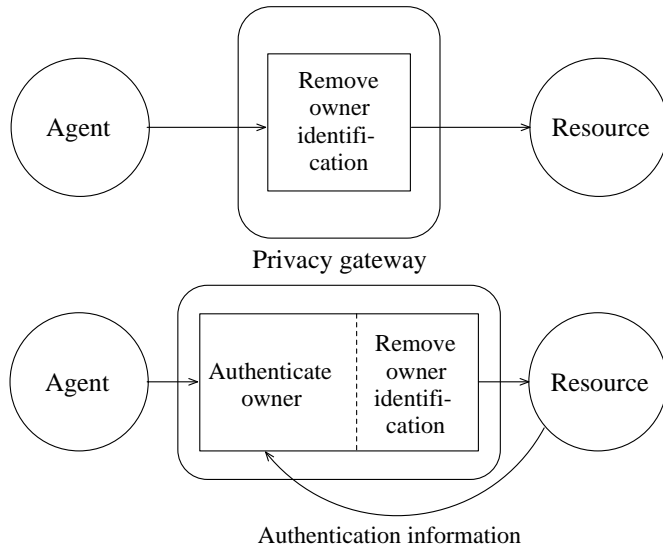 Agent
Remove
owner
identifi-
cation
Resource
Privacy gateway
Agent
Authenticate
owner
Remove
owner
identifi-
cation
Resource
Authentication information